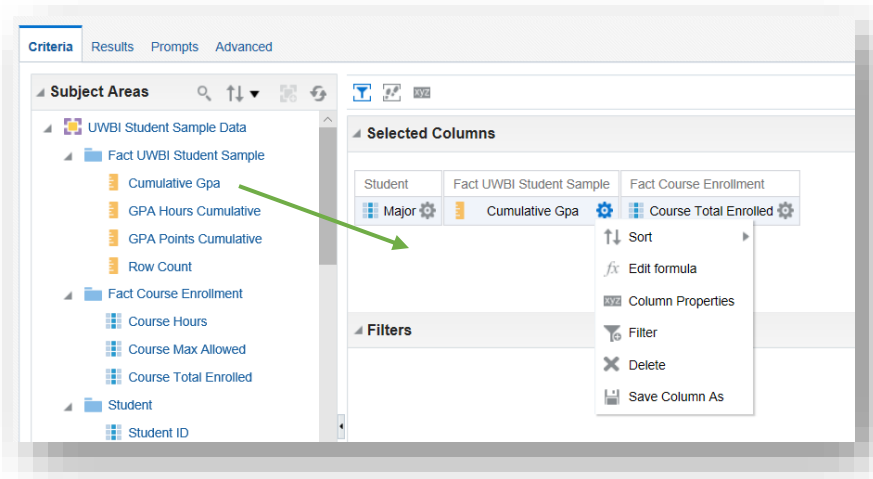 Criteria Results Prompts Advanced
Subject Areas
UWBI Student Sample Data
Fact UWBI Student Sample
Cumulative Gpa
GPA Hours Cumulative
GPA Points Cumulative
Row Count
Fact Course Enrollment
Course Hours
Course Max Allowed
Course Total Enrolled
Student
Student ID
xyz
Selected Columns
Student Fact UWBI Student Sample Fact Course Enrollment
Major Cumulative Gpa Course Total Enrolled
Sort
fx Edit formula
xyz Column Properties
Filter
Delete
Save Column As
Filters